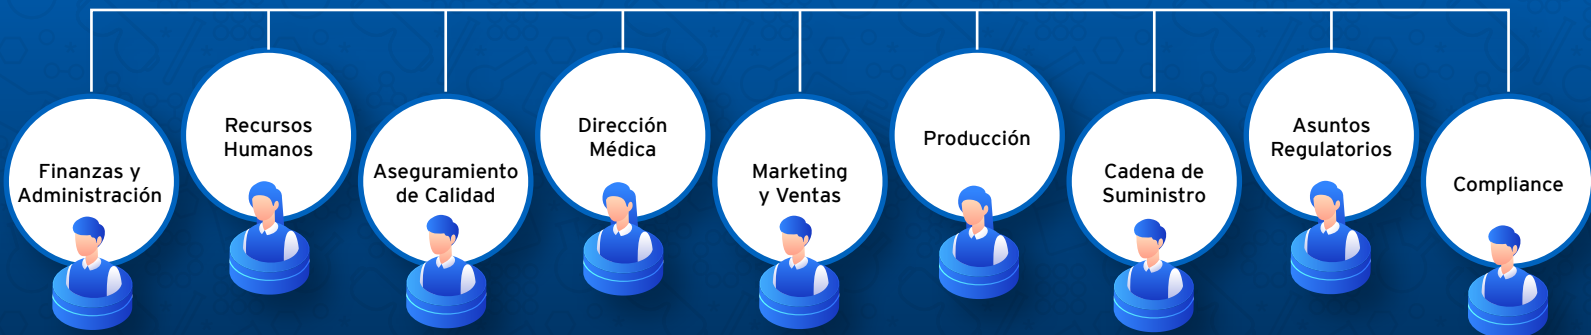 Finanzas y
Administración
Recursos
Humanos
Aseguramiento
de Calidad
Dirección
Médica
Marketing
y Ventas
Producción
Cadena de
Suministro
Asuntos
Regulatorios
Compliance